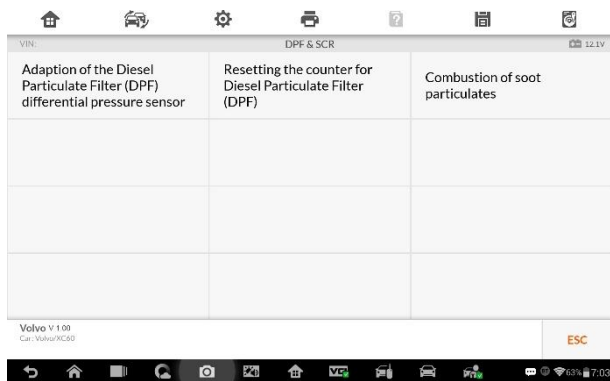 VIN:
DPF & SCR
12.1V
Adaption of the Diesel
Particulate Filter (DPF)
differential pressure sensor
Resetting the counter for
Diesel Particulate Filter
(DPF)
Combustion of soot
particulates
Volvo V 1.00
Car: Volvo/XC60
ESC
63% 7:03